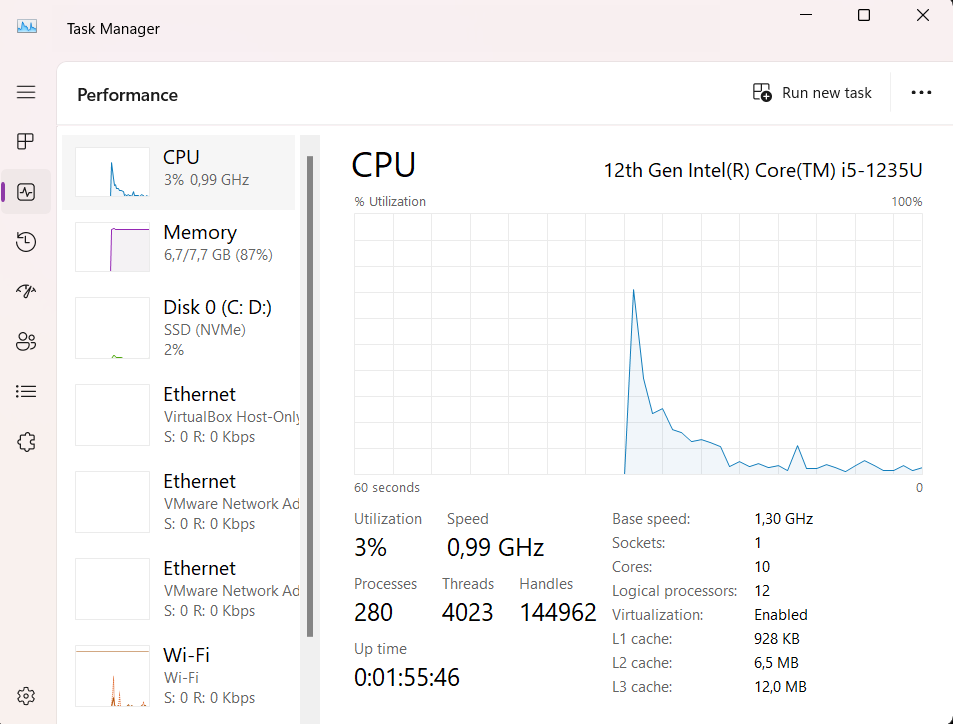 Task Manager
Performance
Run new task
CPU
3% 0,99 GHz
Memory
6,7/7,7 GB (87%)
Disk 0 (C: D:)
SSD (NVMe)
2%
Ethernet
VirtualBox Host-Only
S: 0 R: 0 Kbps
Ethernet
VMware Network Ad
S: 0 R: 0 Kbps
Ethernet
VMware Network Ad
S: 0 R: 0 Kbps
Wi-Fi
Wi-Fi
S: 0 R: 0 Kbps
CPU
12th Gen Intel(R) Core(TM) i5-1235U
% Utilization 100%
60 seconds 0
Utilization Speed
3% 0,99 GHz
Processes Threads Handles
280 4023 144962
Up time
0:01:55:46
Base speed: 1,30 GHz
Sockets: 1
Cores: 10
Logical processors: 12
Virtualization: Enabled
L1 cache: 928 KB
L2 cache: 6,5 MB
L3 cache: 12,0 MB